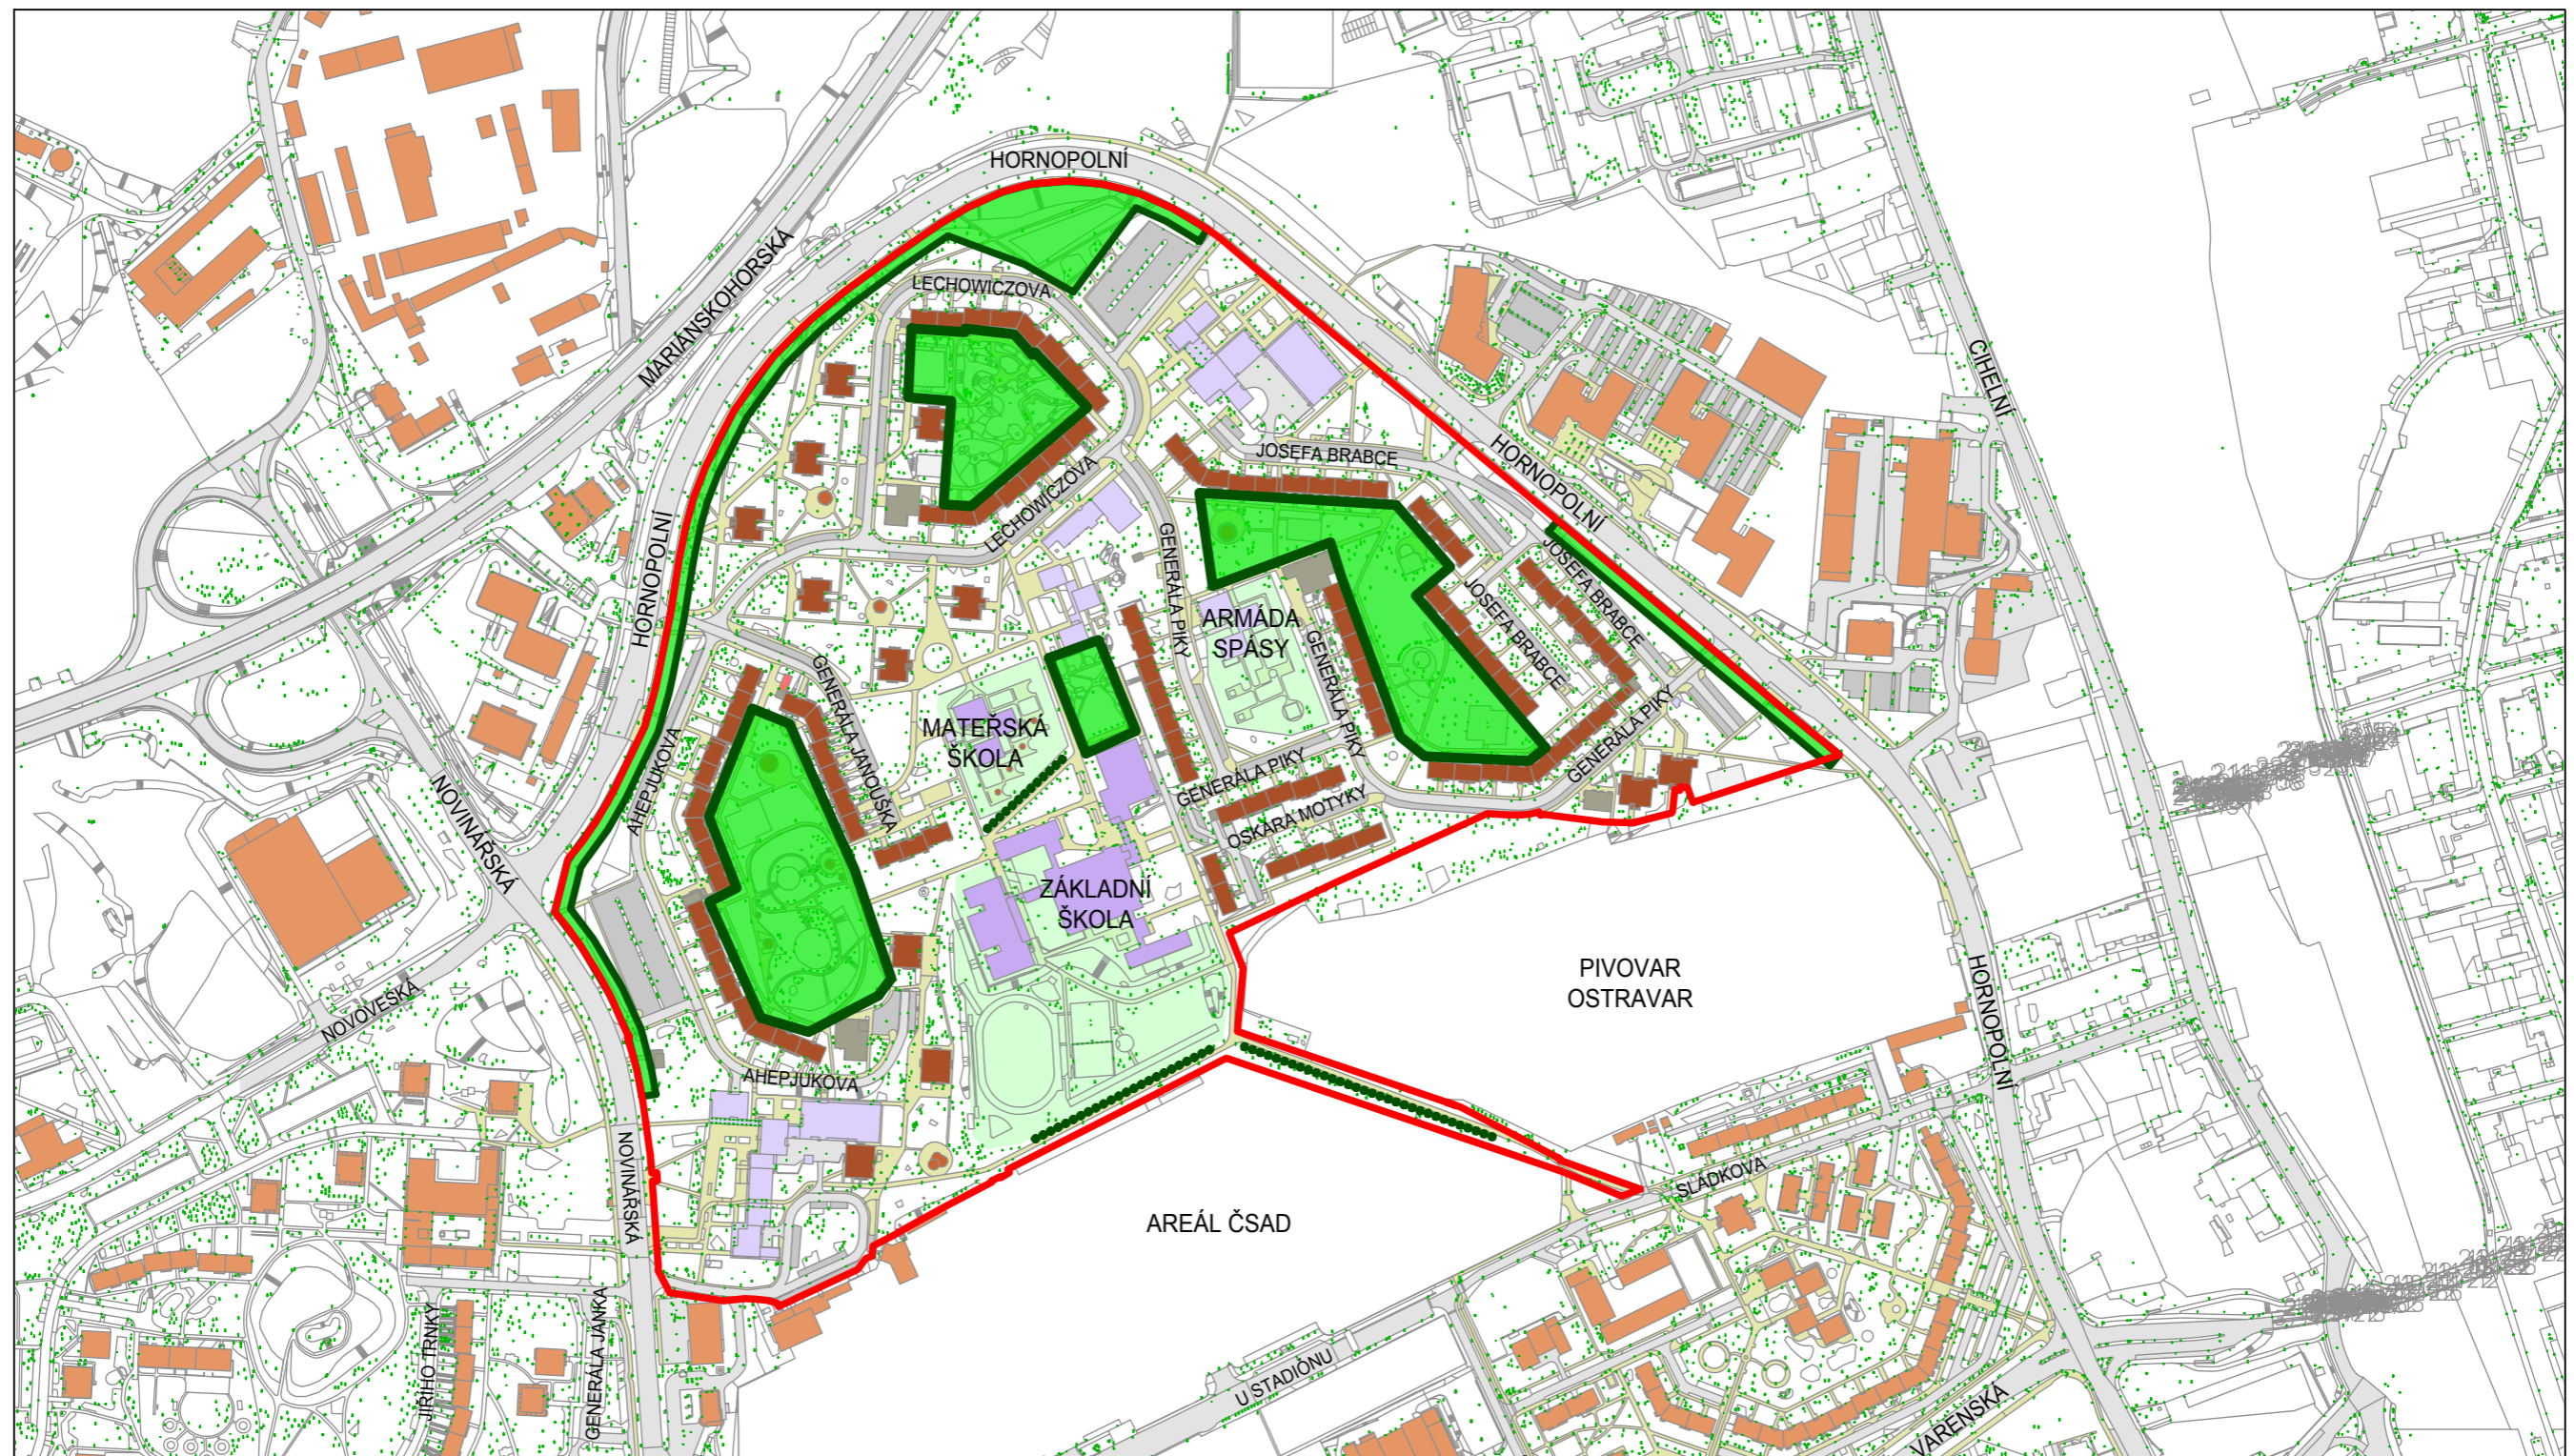 HORNOPOLNÍ
MARIÁNSKOHORSKÁ
LECHOWICZOVA
CIHELNÍ
JOSEFA BRABCE
HORNOPOLNÍ
LECHOWICZOVA
HORNOPOLNÍ
GENERÁLA PIKY
JOSEFA BRABCE
JOSEFA BRABCE
ARMÁDA
SPÁSY
GENERÁLA PIKY
GENERÁLA JANOUŠKA
MATEŘSKÁ
ŠKOLA
GENERÁLA PIKY
AHEPJUKOVA
GENERÁLA PIKY
NOVINÁŘSKÁ
OSKARA MOTYKY
ZÁKLADNÍ
ŠKOLA
PIVOVAR
OSTRAVAR
HORNOPOLNÍ
NOVOVESKÁ
AHEPJUKOVA
NOVINÁŘSKÁ
SLÁDKOVA
AREÁL ČSAD
JIŘÍHO TRNKY
GENERÁLA JANKA
U STADIÓNU
VARENSKÁ